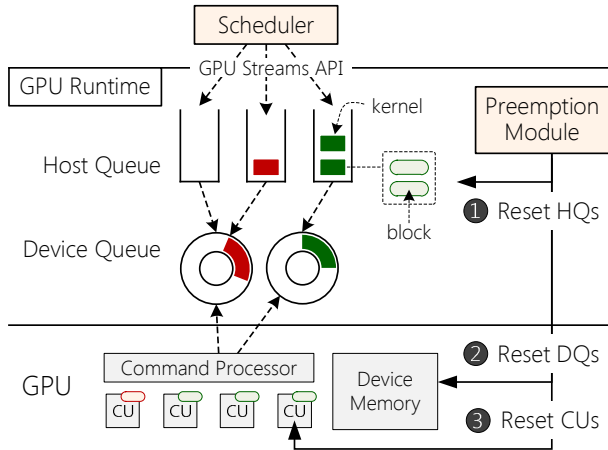 Scheduler
GPU Streams API
GPU Runtime
kernel
Preemption
Module
Host Queue
1 Reset HQs
block
Device Queue
2 Reset DQs
Command Processor
GPU
Device
Memory
CU
CU
CU
CU
3 Reset CUs